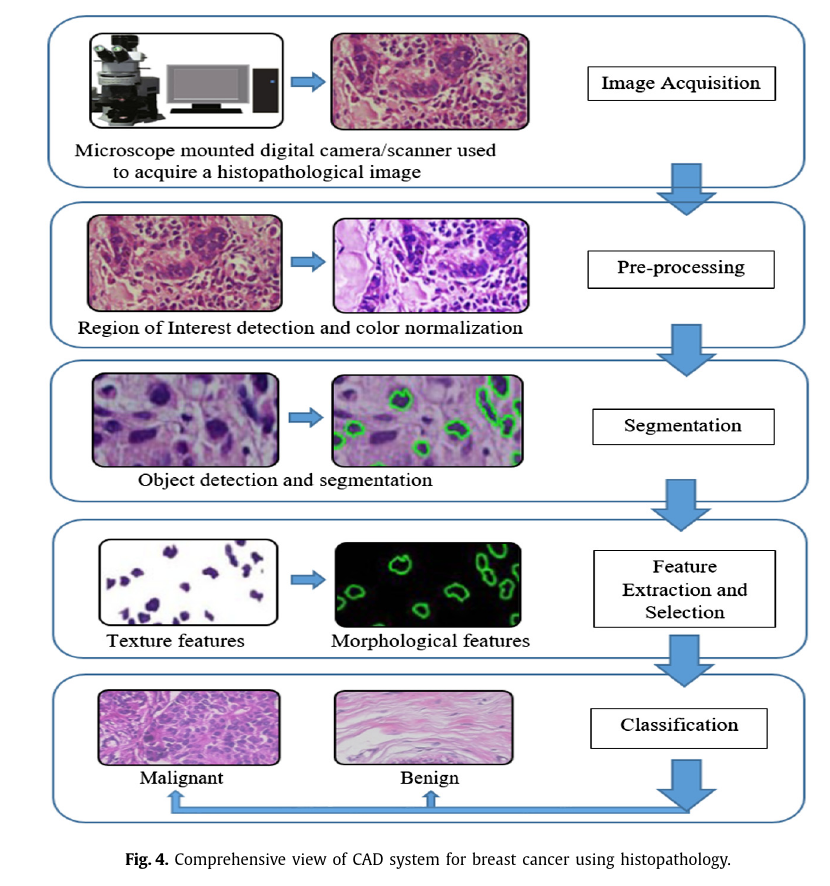 Image Acquisition
Microscope mounted digital camera/scanner used
to acquire a histopathological image
Pre-processing
Region of Interest detection and color normalization
Segmentation
Object detection and segmentation
Feature
Extraction and
Selection
Texture features
Morphological features
Classification
Malignant
Benign
Fig. 4. Comprehensive view of CAD system for breast cancer using histopathology.